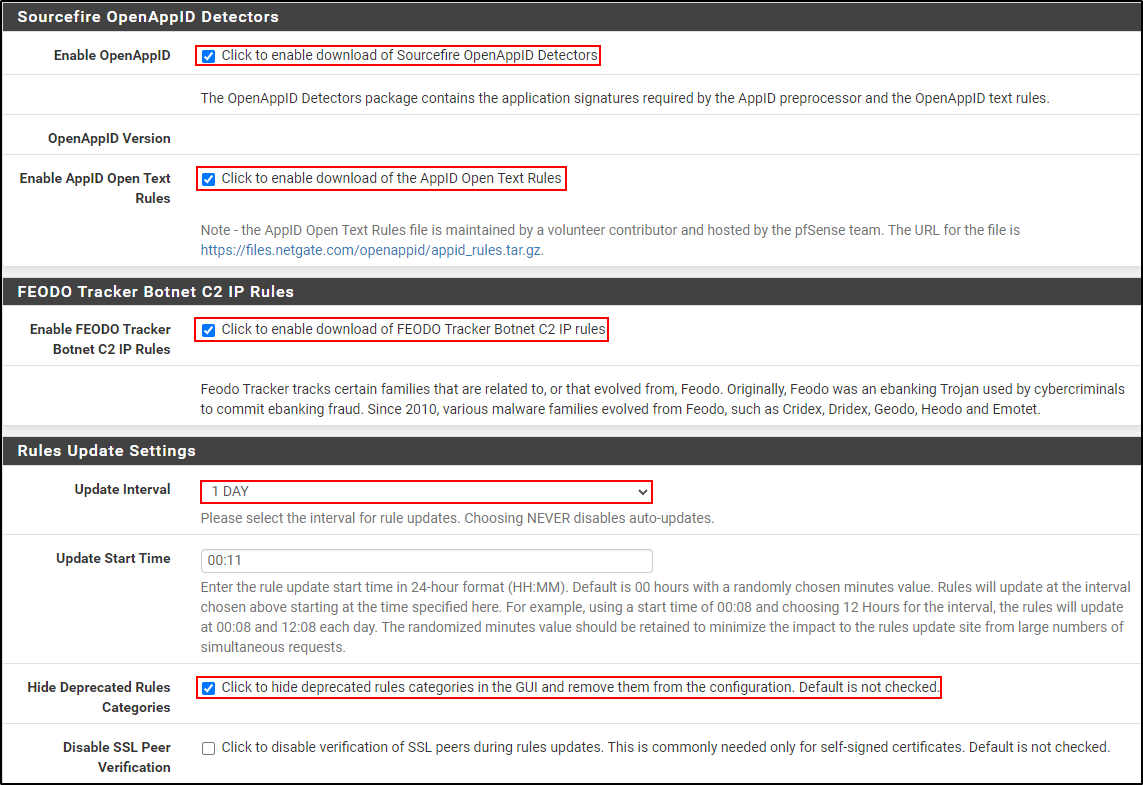 Sourcefire OpenAppID Detectors
Enable OpenAppID
Click to enable download of Sourcefire OpenAppID Detectors
The OpenAppID Detectors package contains the application signatures required by the AppID preprocessor and the OpenAppID text rules.
OpenAppID Version
Enable AppID Open Text
Rules
Click to enable download of the AppID Open Text Rules
Note - the AppID Open Text Rules file is maintained by a volunteer contributor and hosted by the pfSense team. The URL for the file is
https://files.netgate.com/openappid/appid_rules.tar.gz.
FEODO Tracker Botnet C2 IP Rules
Enable FEODO Tracker
Botnet C2 IP Rules
Click to enable download of FEODO Tracker Botnet C2 IP rules
Feodo Tracker tracks certain families that are related to, or that evolved from, Feodo. Originally, Feodo was an ebanking Trojan used by cybercriminals
to commit ebanking fraud. Since 2010, various malware families evolved from Feodo, such as Cridex, Dridex, Geodo, Heodo and Emotet.
Rules Update Settings
Update Interval
1 DAY
Please select the interval for rule updates. Choosing NEVER disables auto-updates.
Update Start Time
00:11
Enter the rule update start time in 24-hour format (HH:MM). Default is 00 hours with a randomly chosen minutes value. Rules will update at the interval
chosen above starting at the time specified here. For example, using a start time of 00:08 and choosing 12 Hours for the interval, the rules will update
at 00:08 and 12:08 each day. The randomized minutes value should be retained to minimize the impact to the rules update site from large numbers of
simultaneous requests.
Hide Deprecated Rules
Categories
Click to hide deprecated rules categories in the GUI and remove them from the configuration. Default is not checked.
Disable SSL Peer
Verification
Click to disable verification of SSL peers during rules updates. This is commonly needed only for self-signed certificates. Default is not checked.